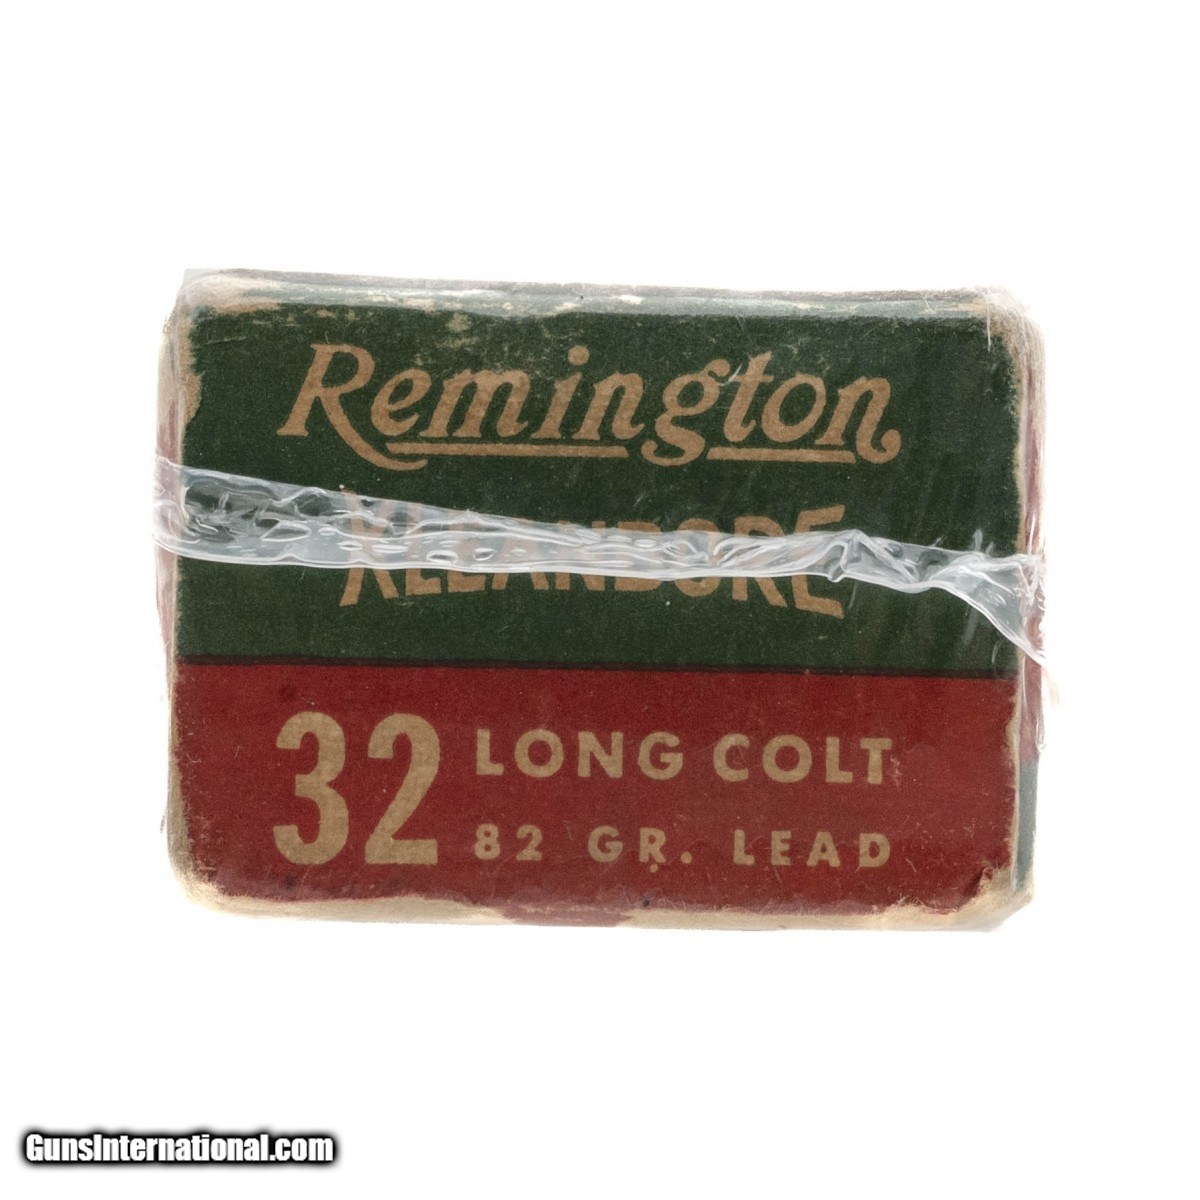 Remington
KLEANBORE
32 LONG COLT
82 GR. LEAD
GunsInternational.com